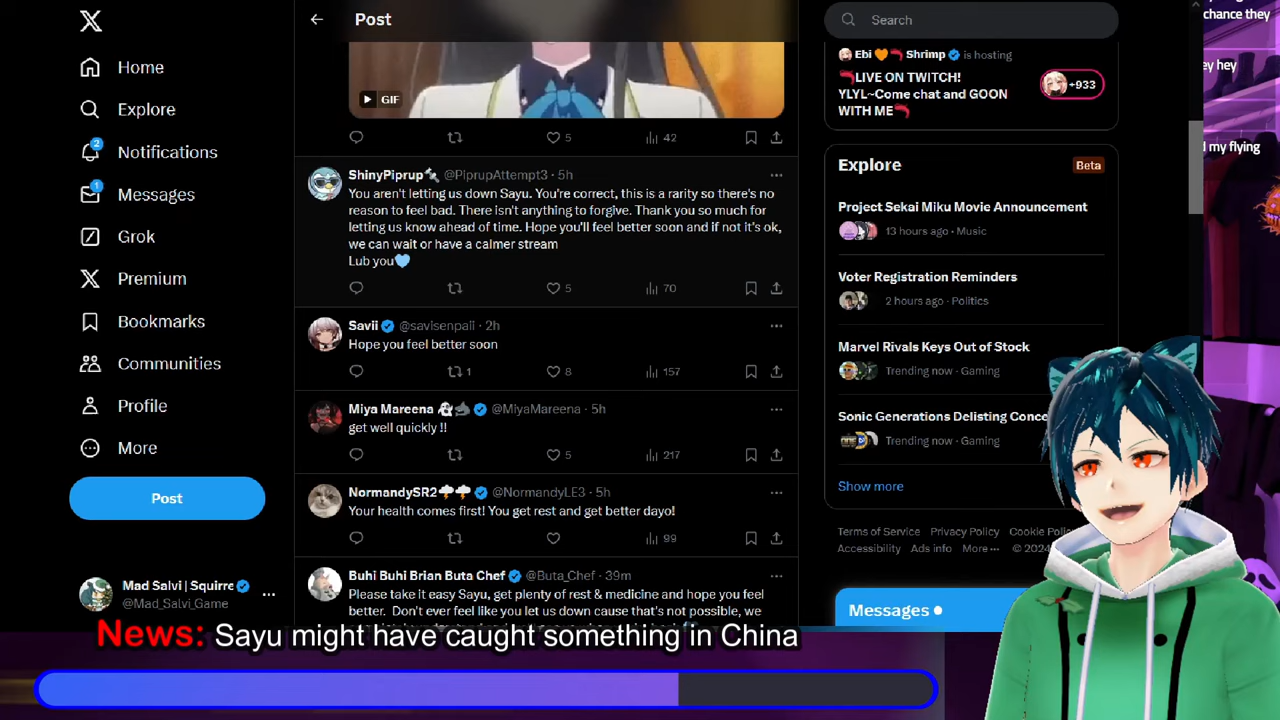 Home
Explore
2
Notifications
1
Messages
Grok
Premium
Bookmarks
Communities
Profile
More
Post
Mad Salvi | Squirre
@Mad_Salvi_Game
Post
GIF
5
42
ShinyPiprup @PiprupAttempt3 · 5h
You aren't letting us down Sayu. You're correct, this is a rarity so there's no
reason to feel bad. There isn't anything to forgive. Thank you so much for
letting us know ahead of time. Hope you'll feel better soon and if not it's ok,
we can wait or have a calmer stream
Lub you💙
5
70
Savii @savisenpaii · 2h
Hope you feel better soon
1
8
157
Miya Mareena @MiyaMareena · 5h
get well quickly !!
5
217
NormandySR2 @NormandyLE3 · 5h
Your health comes first! You get rest and get better dayo!
99
Buhi Buhi Brian Buta Chef @Buta_Chef · 39m
Please take it easy Sayu, get plenty of rest & medicine and hope you feel
better. Don't ever feel like you let us down cause that's not possible, we
Search
Ebi 🧡🦐 Shrimp is hosting
🦐LIVE ON TWITCH!
YLYL~Come chat and GOON
WITH ME🦐
+933
Explore
Beta
Project Sekai Miku Movie Announcement
13 hours ago · Music
Voter Registration Reminders
2 hours ago · Politics
Marvel Rivals Keys Out of Stock
Trending now · Gaming
Sonic Generations Delisting Conce
Trending now · Gaming
Show more
Terms of Service Privacy Policy Cookie
Accessibility Ads info More ··· © 2024
Messages
chance they
hey
my flying
News: Sayu might have caught something in China